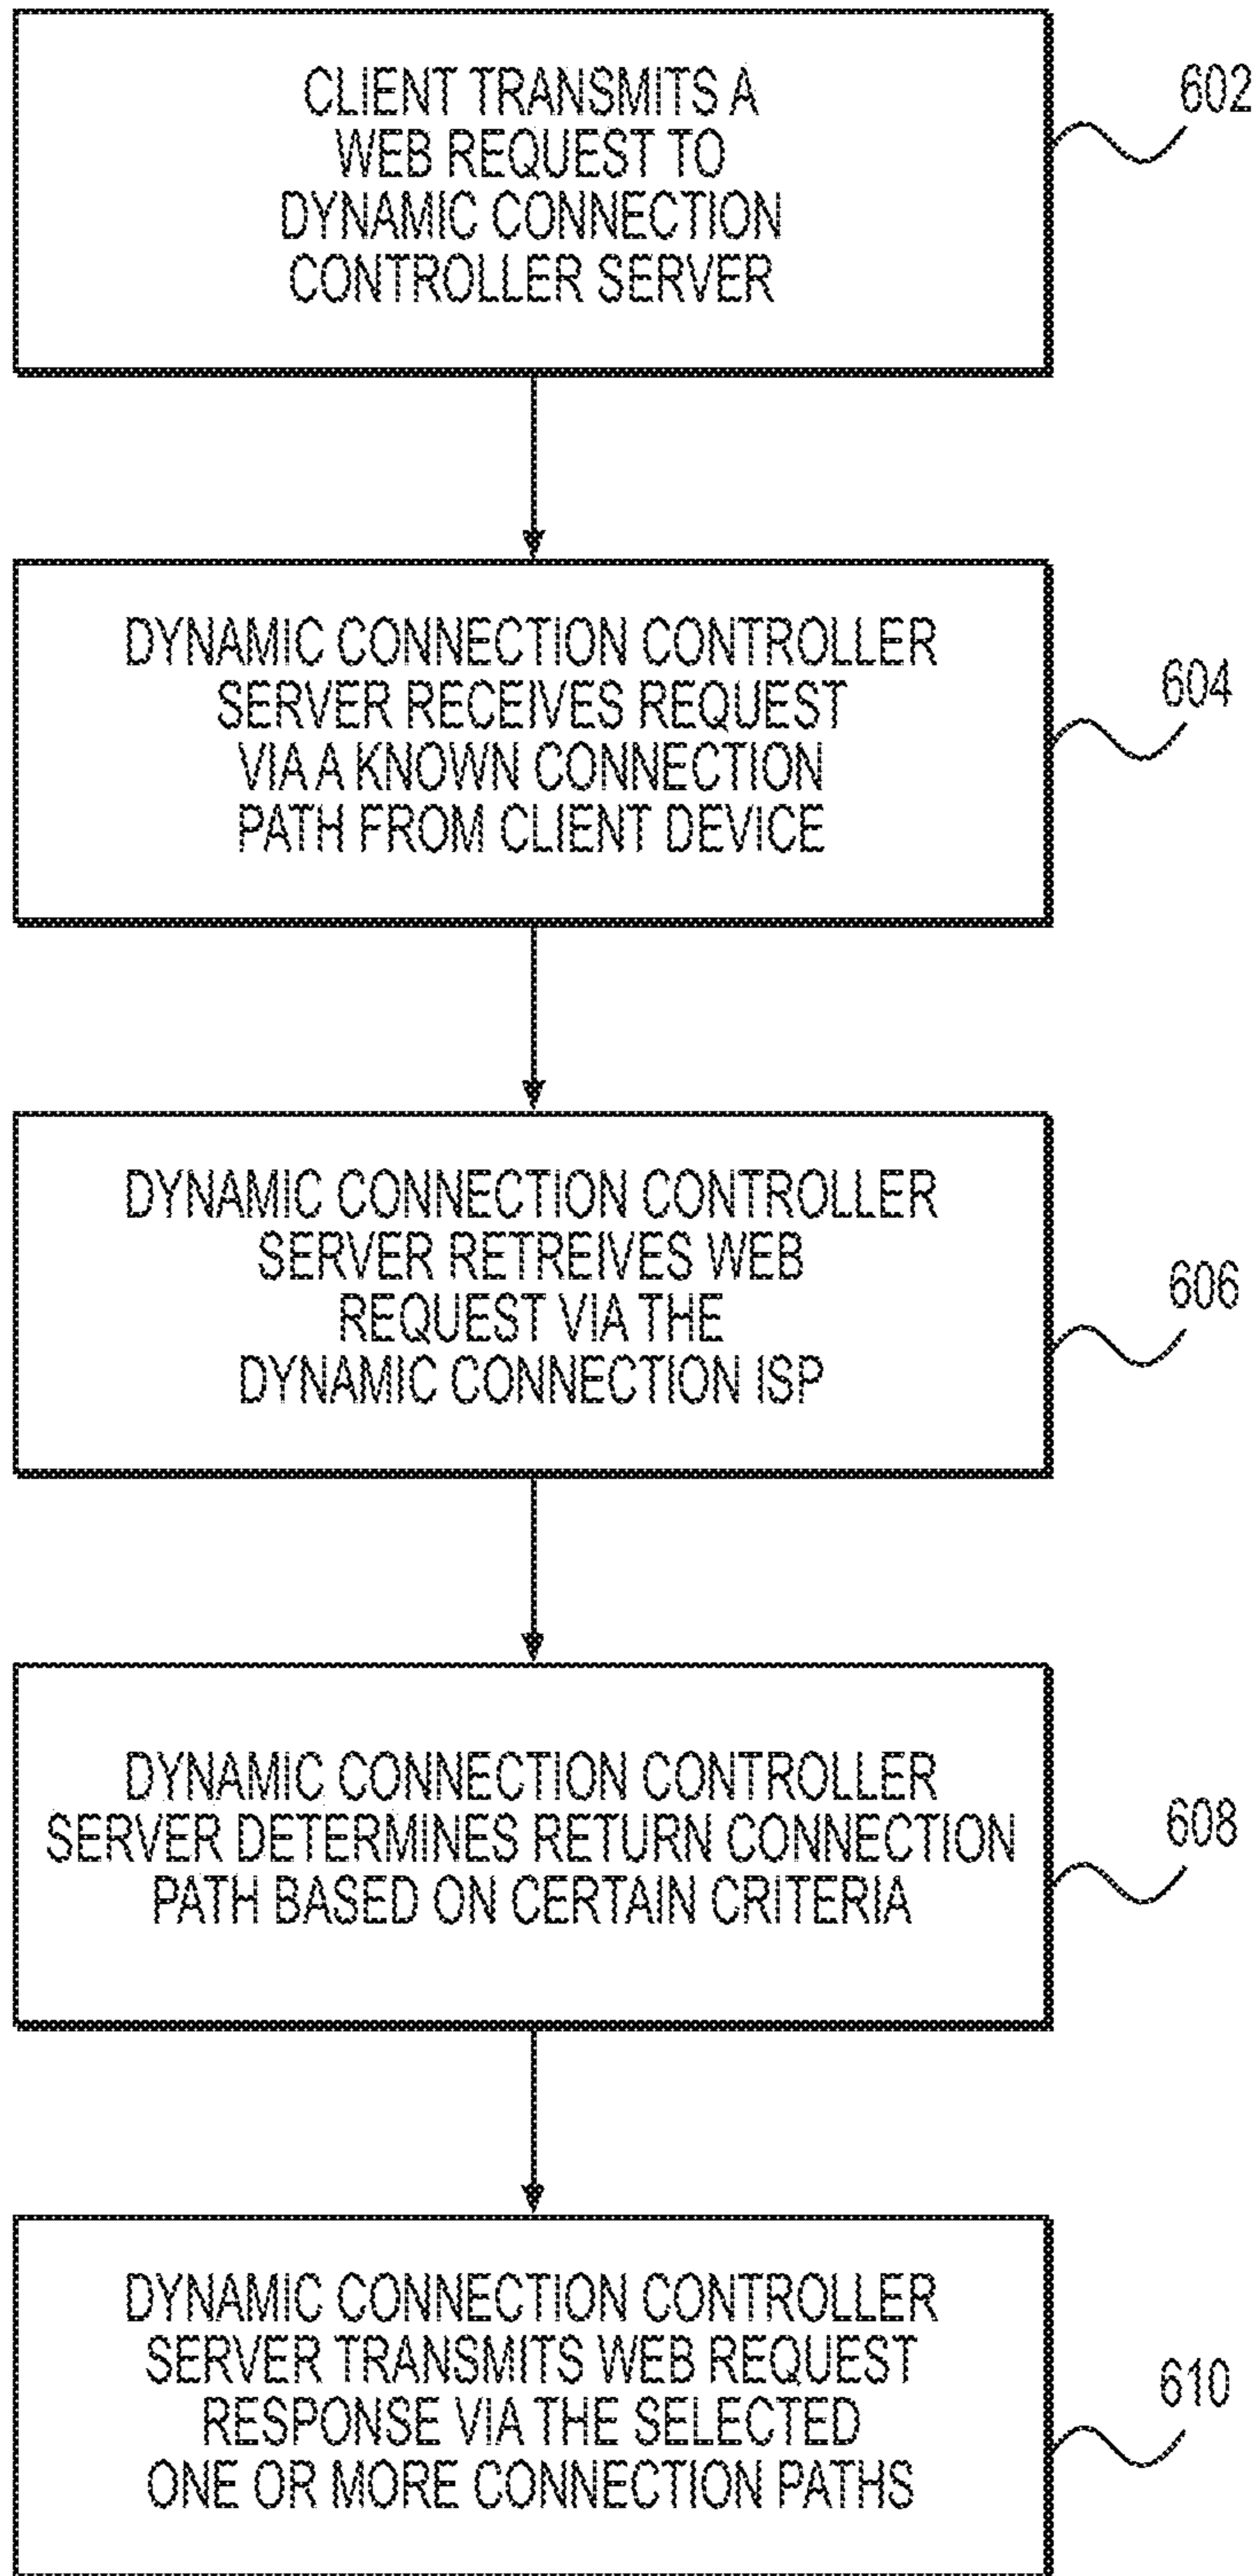 CLIENT TRANSMITS A
WEB REQUEST TO
DYNAMIC CONNECTION
CONTROLLER SERVER
602
DYNAMIC CONNECTION CONTROLLER
SERVER RECEIVES REQUEST
VIA A KNOWN CONNECTION
PATH FROM CLIENT DEVICE
604
DYNAMIC CONNECTION CONTROLLER
SERVER RETREIVES WEB
REQUEST VIA THE
DYNAMIC CONNECTION ISP
606
DYNAMIC CONNECTION CONTROLLER
SERVER DETERMINES RETURN CONNECTION
PATH BASED ON CERTAIN CRITERIA
608
DYNAMIC CONNECTION CONTROLLER
SERVER TRANSMITS WEB REQUEST
RESPONSE VIA THE SELECTED
ONE OR MORE CONNECTION PATHS
610